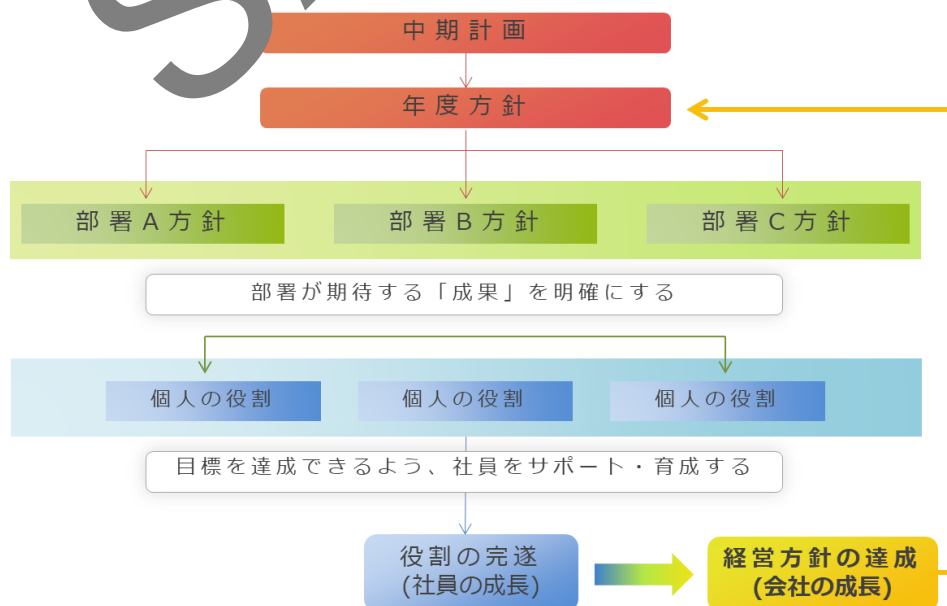 中期計画
年度方針
部署A方針
部署B方針
部署C方針
部署が期待する「成果」を明確にする
個人の役割
個人の役割
個人の役割
目標を達成できるよう、社員をサポート・育成する
役割の完遂
(社員の成長)
経営方針の達成
(会社の成長)